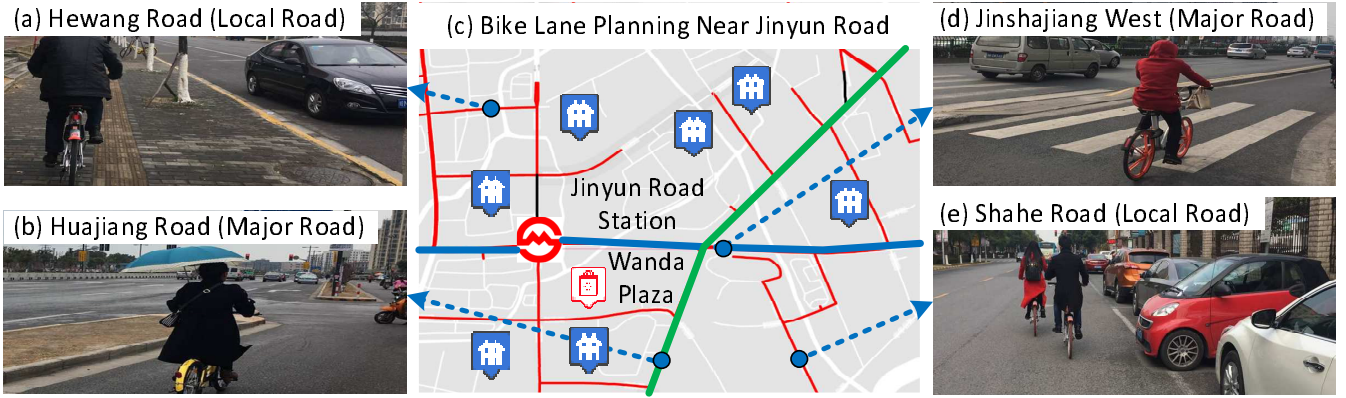 (a) Hewang Road (Local Road)
(b) Huajiang Road (Major Road)
(c) Bike Lane Planning Near Jinyun Road
Jinyun Road
Station
Wanda
Plaza
(d) Jinshajiang West (Major Road)
(e) Shahe Road (Local Road)